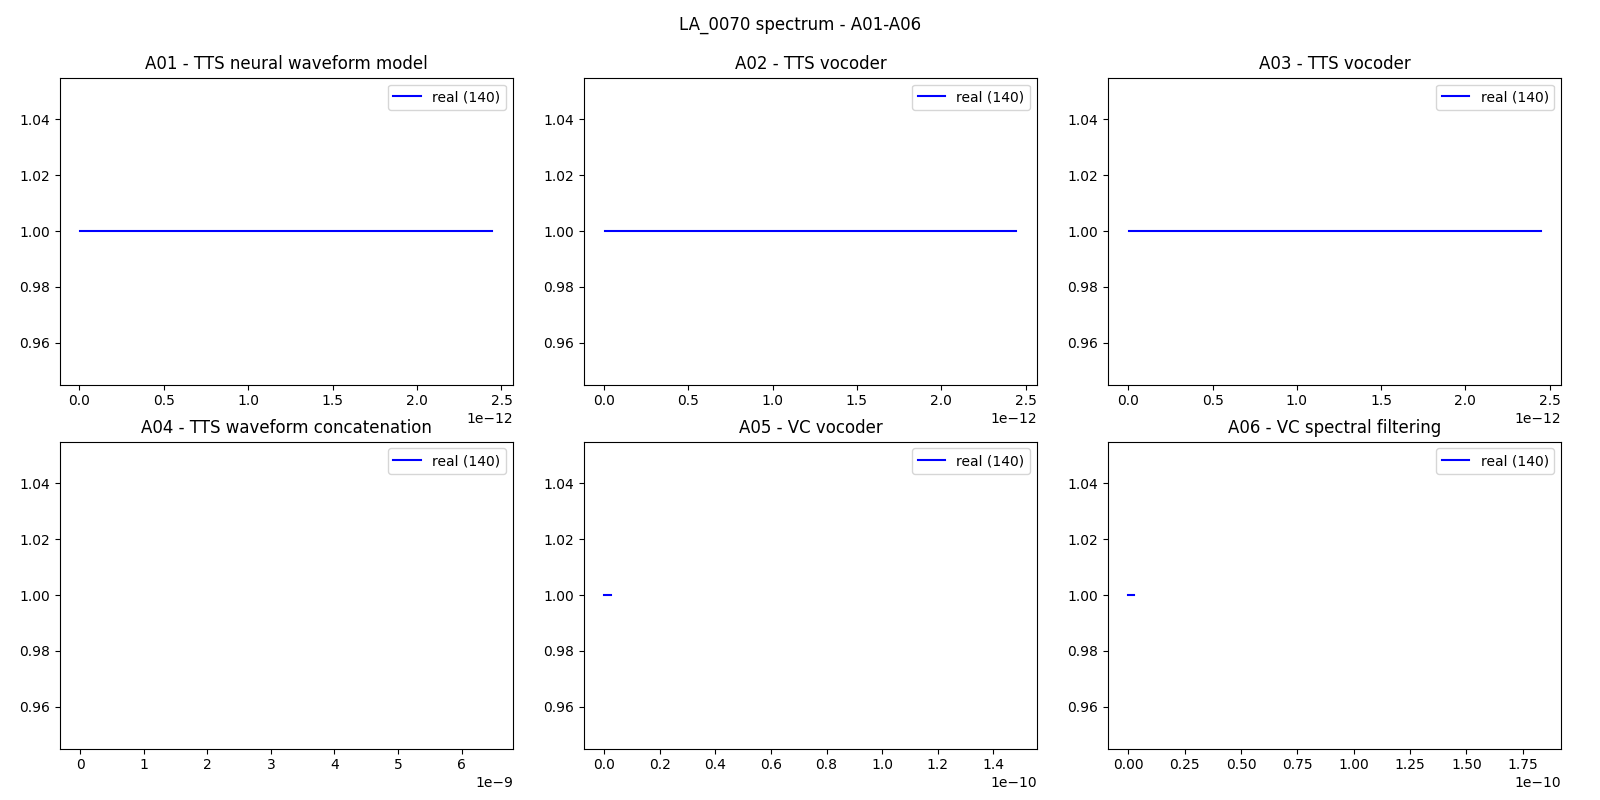 LA_0070 spectrum - A01-A06
A01 - TTS neural waveform model
A02 - TTS vocoder
A03 - TTS vocoder
real (140)
real (140)
real (140)
1.04
1.02
1.00
0.98
0.96
1.04
1.02
1.00
0.98
0.96
1.04
1.02
1.00
0.98
0.96
0.0 0.5 1.0 1.5 2.0 2.5
1e−12
0.0 0.5 1.0 1.5 2.0 2.5
1e−12
0.0 0.5 1.0 1.5 2.0 2.5
1e−12
A04 - TTS waveform concatenation
A05 - VC vocoder
A06 - VC spectral filtering
real (140)
real (140)
real (140)
1.04
1.02
1.00
0.98
0.96
1.04
1.02
1.00
0.98
0.96
1.04
1.02
1.00
0.98
0.96
0 1 2 3 4 5 6
1e−9
0.0 0.2 0.4 0.6 0.8 1.0 1.2 1.4
1e−10
0.00 0.25 0.50 0.75 1.00 1.25 1.50 1.75
1e−10